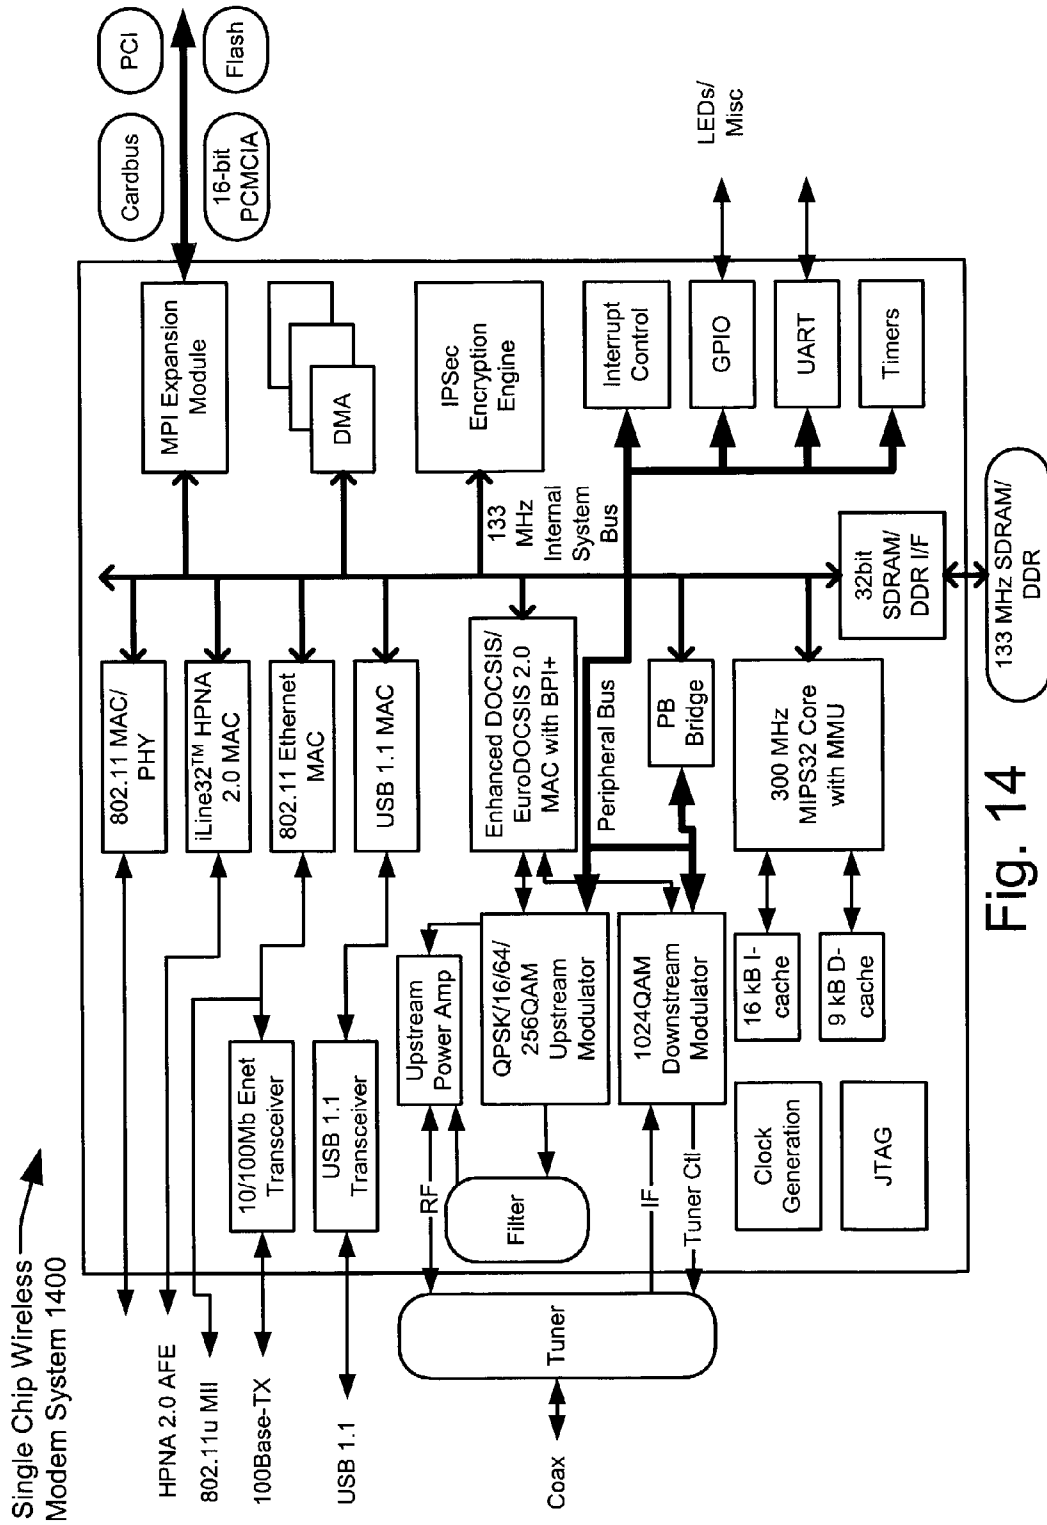 Single Chip Wireless
Modem System 1400
HPNA 2.0 AFE
802.11u MII
100Base-TX
USB 1.1
Coax
Tuner
RF
IF
Tuner Ctl
Filter
10/100Mb Enet
Transceiver
USB 1.1
Transceiver
Upstream
Power Amp
QPSK/16/64/
256QAM
Upstream
Modulator
1024QAM
Downstream
Modulator
Clock
Generation
JTAG
16 kB I-
cache
9 kB D-
cache
802.11 MAC/
PHY
iLine32™ HPNA
2.0 MAC
802.11 Ethernet
MAC
USB 1.1 MAC
Enhanced DOCSIS/
EuroDOCSIS 2.0
MAC with BPI+
Peripheral Bus
PB
Bridge
300 MHz
MIPS32 Core
with MMU
133
MHz
Internal
System
Bus
32bit
SDRAM/
DDR I/F
133 MHz SDRAM/
DDR
MPI Expansion
Module
DMA
IPSec
Encryption
Engine
Interrupt
Control
GPIO
UART
Timers
LEDs/
Misc
Cardbus
PCI
16-bit
PCMCIA
Flash
Fig. 14